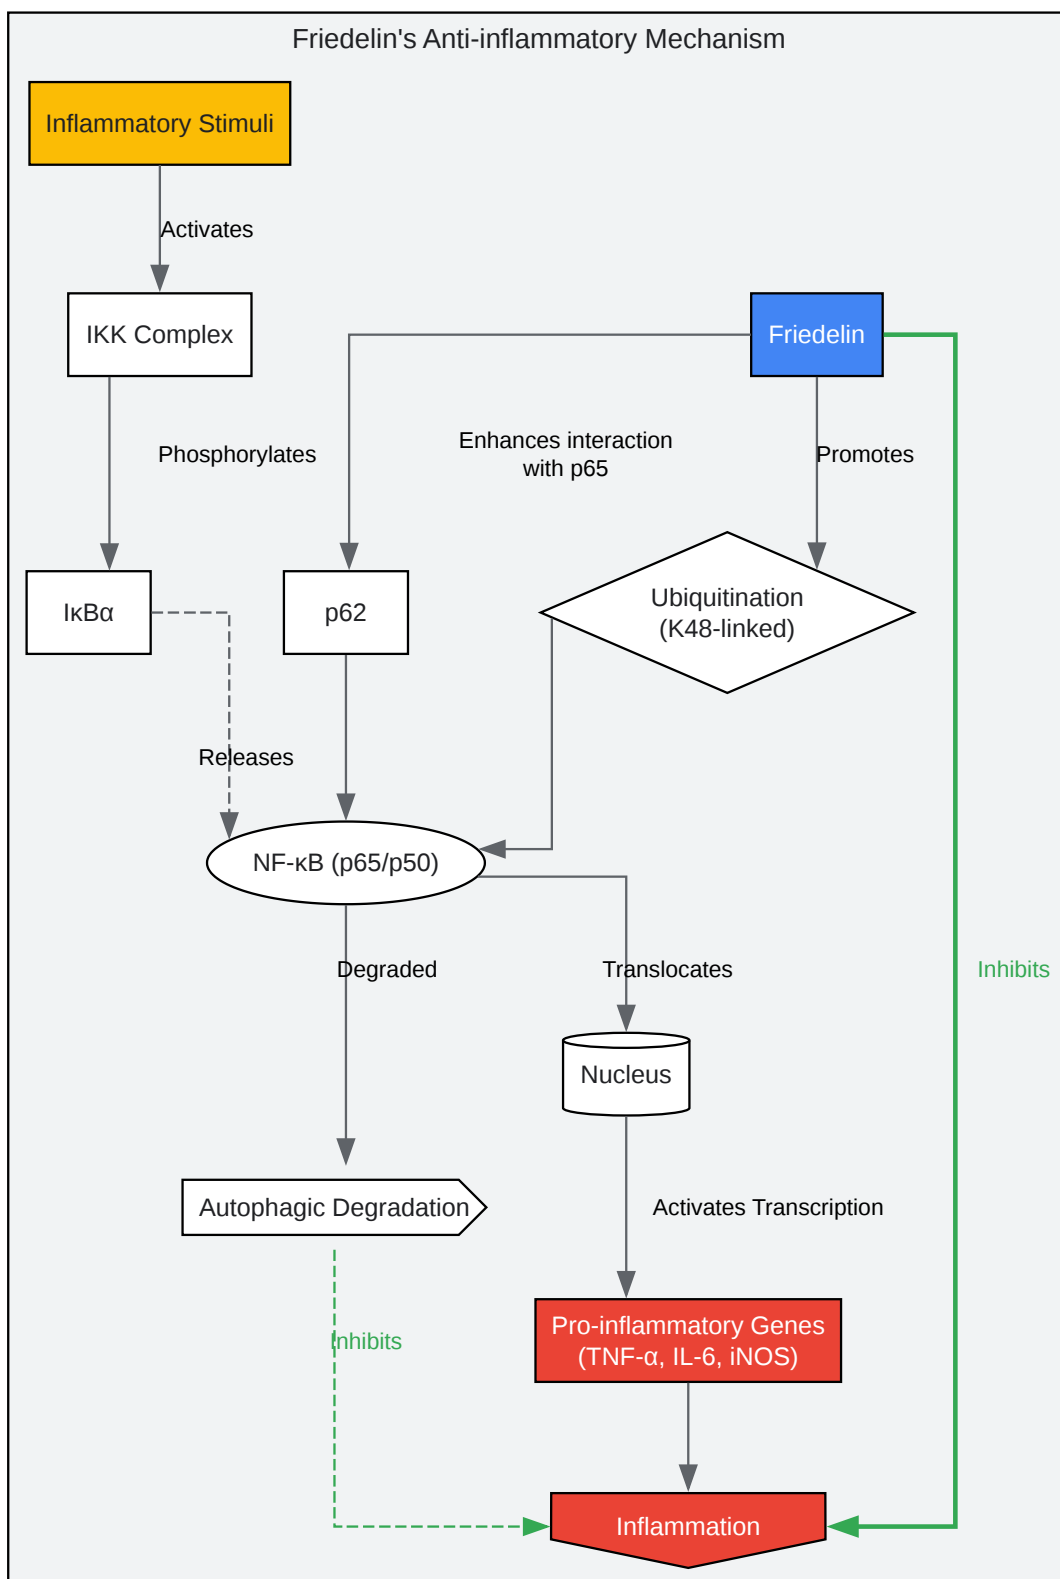 Friedelin's Anti-inflammatory Mechanism
Inflammatory Stimuli
Activates
IKK Complex
Friedelin
Phosphorylates
Enhances interaction
with p65
Promotes
IκBα
p62
Ubiquitination
(K48-linked)
Releases
NF-κB (p65/p50)
Degraded
Translocates
Inhibits
Nucleus
Autophagic Degradation
Activates Transcription
Inhibits
Pro-inflammatory Genes
(TNF-α, IL-6, iNOS)
Inflammation